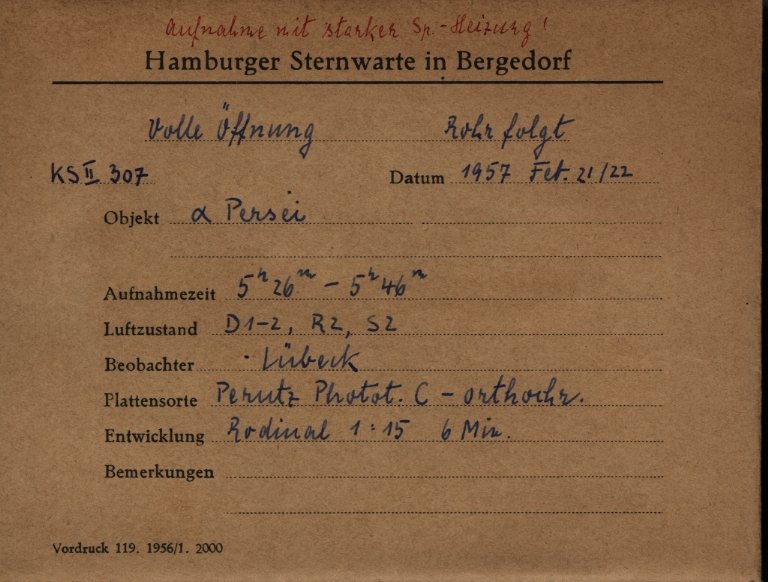 Aufnahme mit starker Sp.-Heizung!
Hamburger Sternwarte in Bergedorf
Volle Öffnung Rohr folgt
KS II 307 Datum 1957 Feb. 21/22
Objekt α Persei
Aufnahmezeit 5h 26m – 5h 46m
Luftzustand D1-2, R2, S2
Beobachter Lübeck
Plattensorte Perutz Photot. C – orthochr.
Entwicklung Rodinal 1:15 6 Min.
Bemerkungen
Vordruck 119. 1956/1. 2000